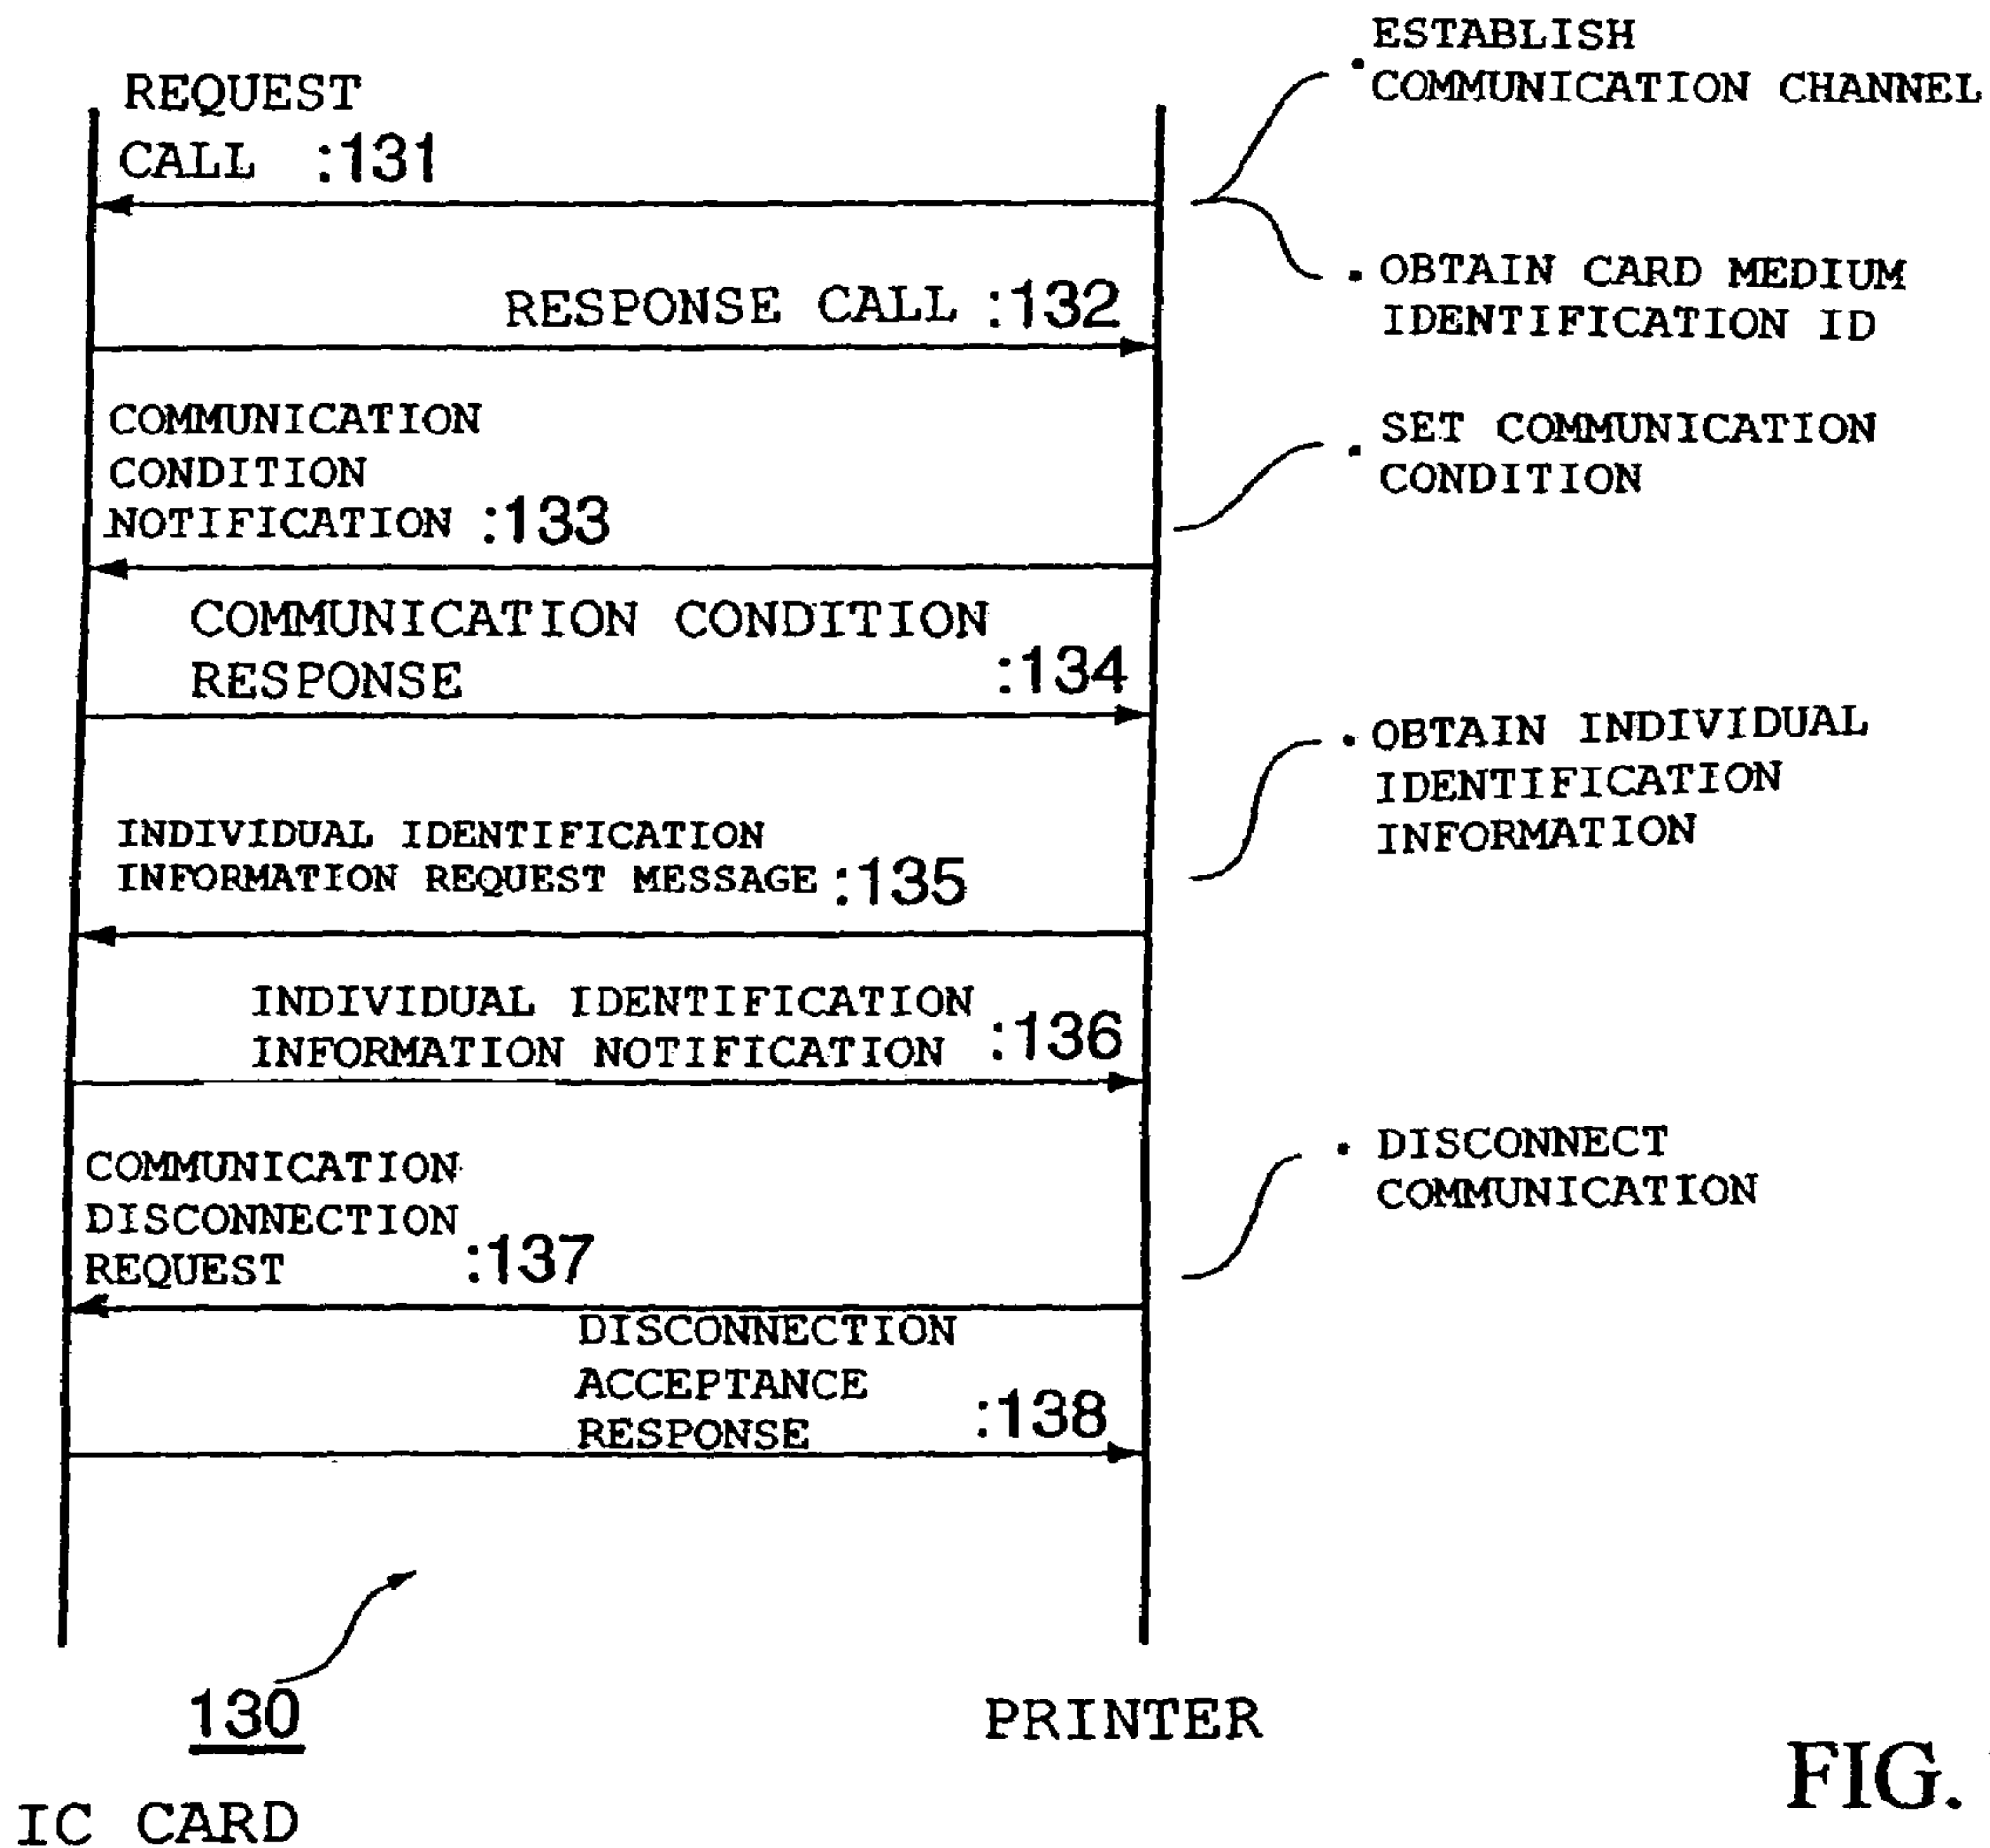 ESTABLISH
• COMMUNICATION CHANNEL
REQUEST
CALL :131
• OBTAIN CARD MEDIUM
IDENTIFICATION ID
RESPONSE CALL :132
COMMUNICATION
CONDITION
NOTIFICATION :133
• SET COMMUNICATION
CONDITION
COMMUNICATION CONDITION
RESPONSE :134
• OBTAIN INDIVIDUAL
IDENTIFICATION
INFORMATION
INDIVIDUAL IDENTIFICATION
INFORMATION REQUEST MESSAGE :135
INDIVIDUAL IDENTIFICATION
INFORMATION NOTIFICATION :136
COMMUNICATION
DISCONNECTION
REQUEST :137
• DISCONNECT
COMMUNICATION
DISCONNECTION
ACCEPTANCE
RESPONSE :138
130
IC CARD
PRINTER
FIG.